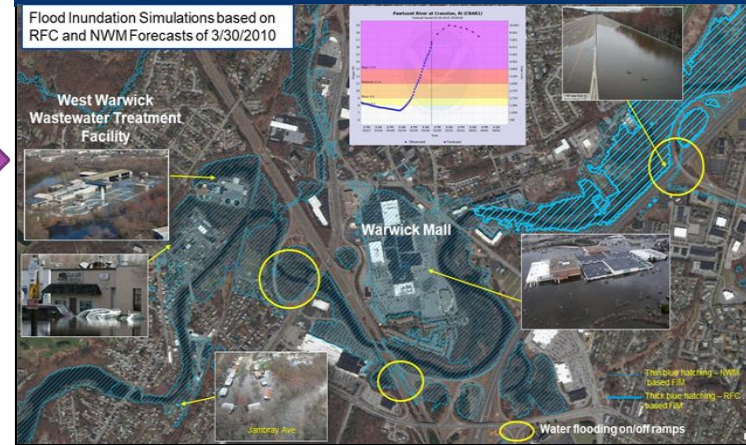 Flood Inundation Simulations based on
RFC and NWM Forecasts of 3/30/2010
Pawtuxet River at Cranston, RI (CRAR1)
West Warwick
Wastewater Treatment
Facility
Warwick Mall
Jambray Ave
Thin blue hatching – NWM
based FIM
Thick blue hatching – RFC
based FIM
Water flooding on/off ramps